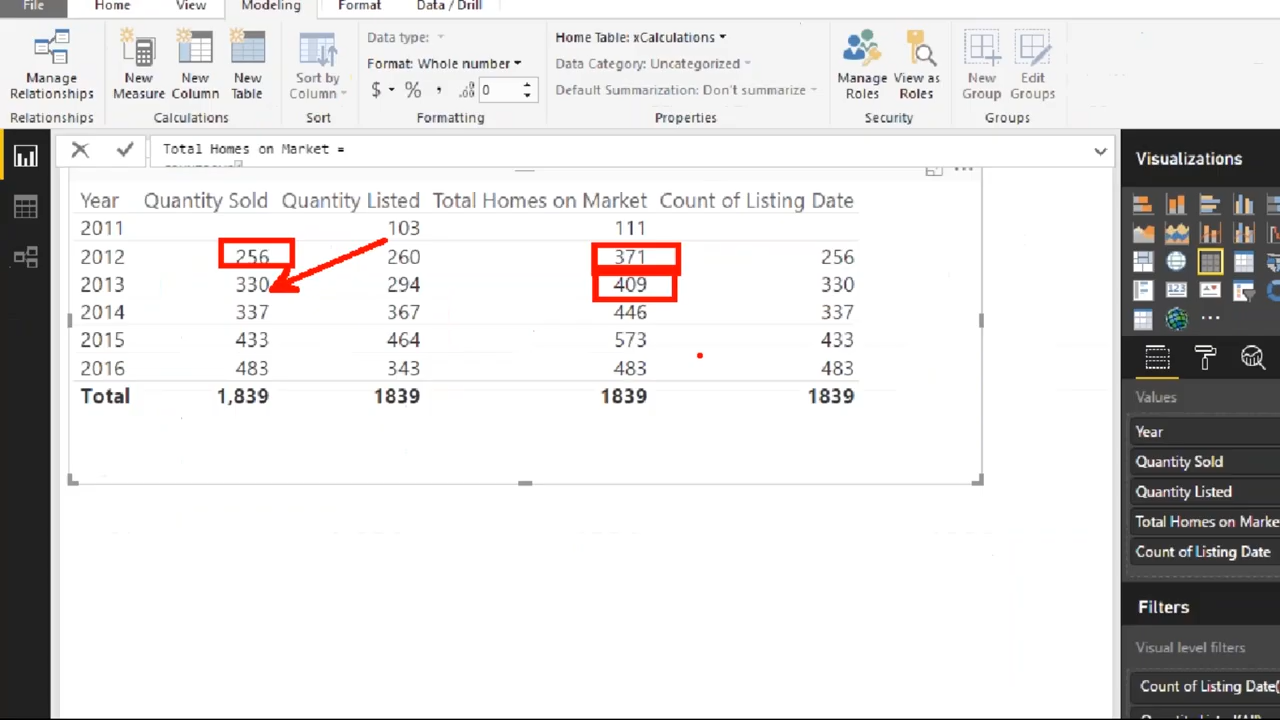 File Home View Modeling Format Data / Drill
Manage Relationships
New Measure
New Column
New Table
Sort by Column
Data type:
Format: Whole number
$ % , 0
Home Table: xCalculations
Data Category: Uncategorized
Default Summarization: Don't summarize
Manage Roles
View as Roles
New Group
Edit Groups
Relationships Calculations Sort Formatting Properties Security Groups
Total Homes on Market =
Year Quantity Sold Quantity Listed Total Homes on Market Count of Listing Date
2011 103 111
2012 256 260 371 256
2013 330 294 409 330
2014 337 367 446 337
2015 433 464 573 433
2016 483 343 483 483
Total 1,839 1839 1839 1839
Visualizations
123
Values
Year
Quantity Sold
Quantity Listed
Total Homes on Marke
Count of Listing Date
Filters
Visual level filters
Count of Listing Date(